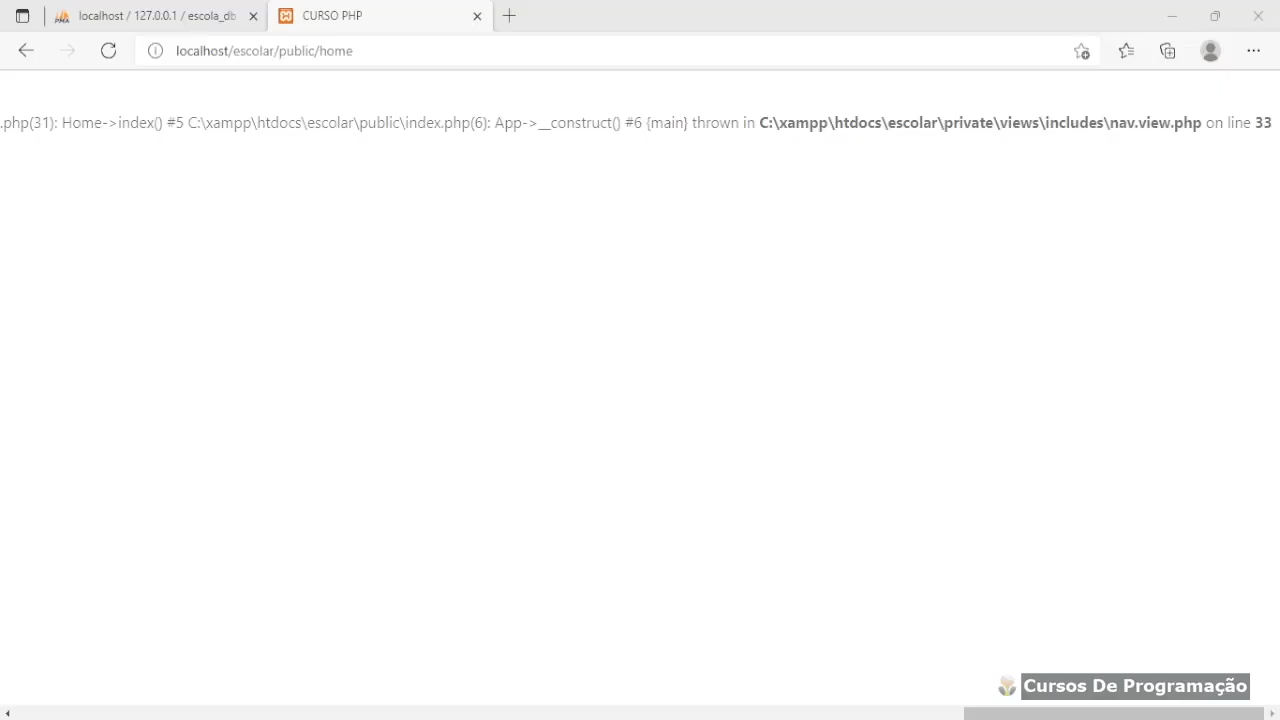 localhost / 127.0.0.1 / escola_db
CURSO PHP
localhost/escolar/public/home
.php(31): Home->index() #5 C:\xampp\htdocs\escolar\public\index.php(6): App->__construct() #6 {main} thrown in C:\xampp\htdocs\escolar\private\views\includes\nav.view.php on line 33
Cursos De Programação